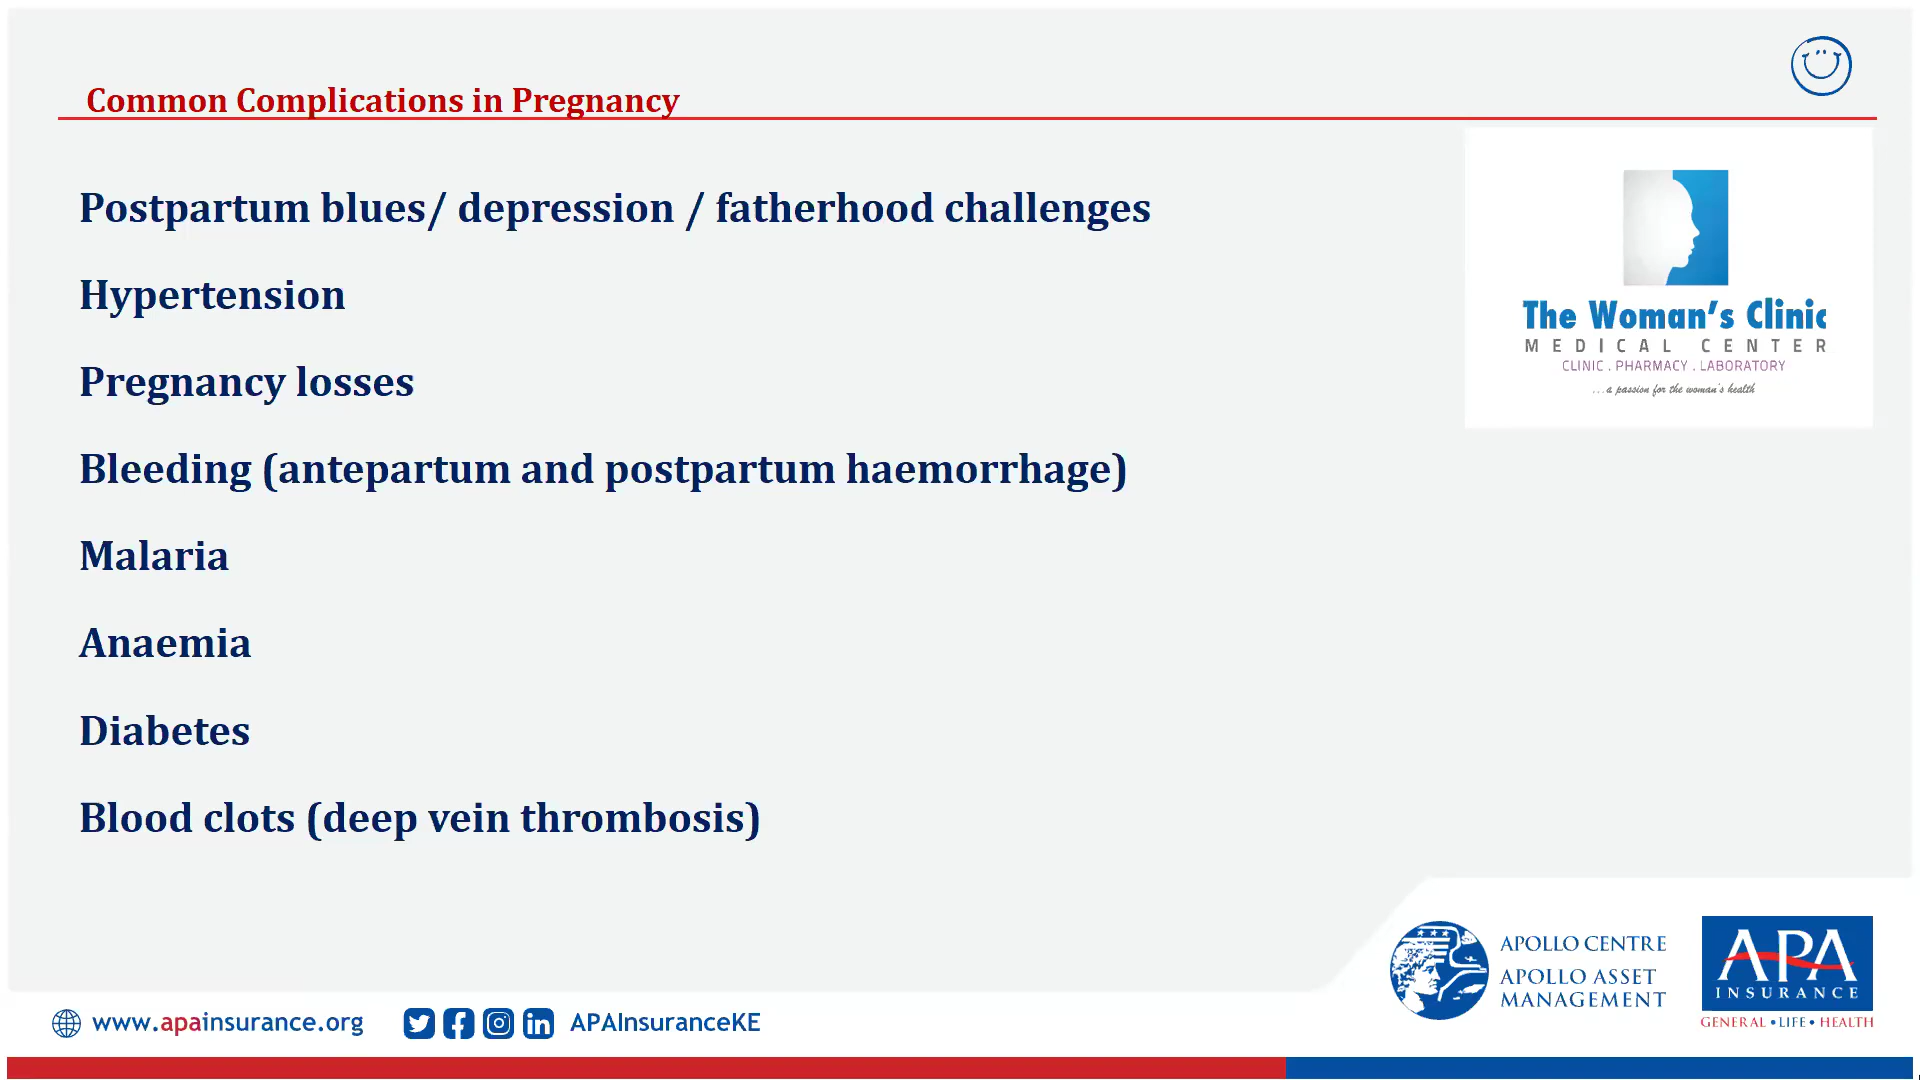 Common Complications in Pregnancy
Postpartum blues/ depression / fatherhood challenges
Hypertension
Pregnancy losses
Bleeding (antepartum and postpartum haemorrhage)
Malaria
Anaemia
Diabetes
Blood clots (deep vein thrombosis)
The Woman's Clinic
MEDICAL CENTER
CLINIC . PHARMACY . LABORATORY
...a passion for the woman's health
APOLLO CENTRE
APOLLO ASSET
MANAGEMENT
APA
INSURANCE
GENERAL • LIFE • HEALTH
www.apainsurance.org
APAInsuranceKE